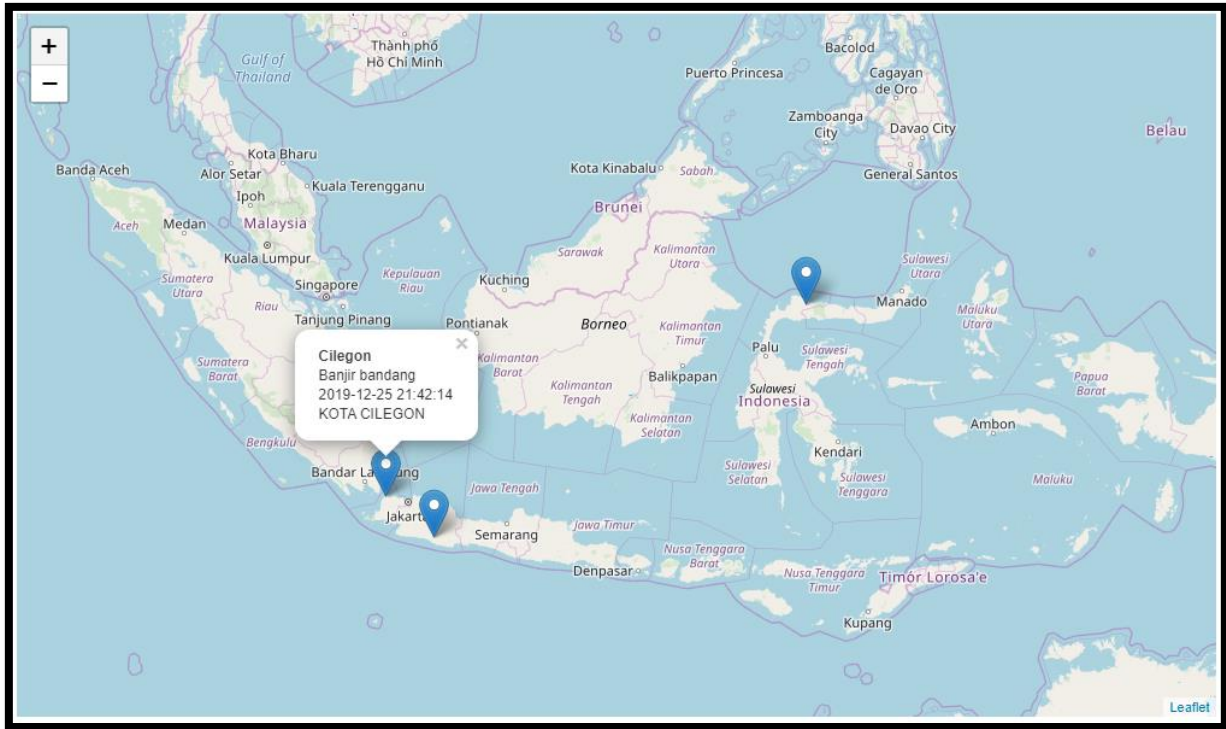 +
−
Gulf of
Thailand
Thành phố
Hồ Chí Minh
Bacolod
Puerto Princesa
Cagayan
de Oro
Zamboanga
City
Davao City
Belau
General Santos
Banda Aceh
Kota Bharu
Alor Setar
Kuala Terengganu
Ipoh
Kota Kinabalu
Sabah
Brunei
Aceh
Medan
Malaysia
Kuala Lumpur
Sarawak
Kalimantan
Utara
Sumatera
Utara
Kepulauan
Riau
Kuching
Sulawesi
Utara
Riau
Singapore
Manado
Maluku
Utara
Tanjung Pinang
Pontianak
Borneo
Kalimantan
Timur
Palu
Sulawesi
Tengah
Cilegon
×
Banjir bandang
2019-12-25 21:42:14
KOTA CILEGON
Sumatera
Barat
Kalimantan
Barat
Balikpapan
Papua
Barat
Kalimantan
Tengah
Sulawesi
Indonesia
Kalimantan
Selatan
Ambon
Bengkulu
Kendari
Bandar
Sulawesi
Selatan
Sulawesi
Tenggara
Maluku
Jawa Tengah
Jakarta
Semarang
Jawa Timur
Nusa Tenggara
Barat
Denpasar
Nusa Tenggara
Timur
Timór Lorosa'e
Kupang
Leaflet